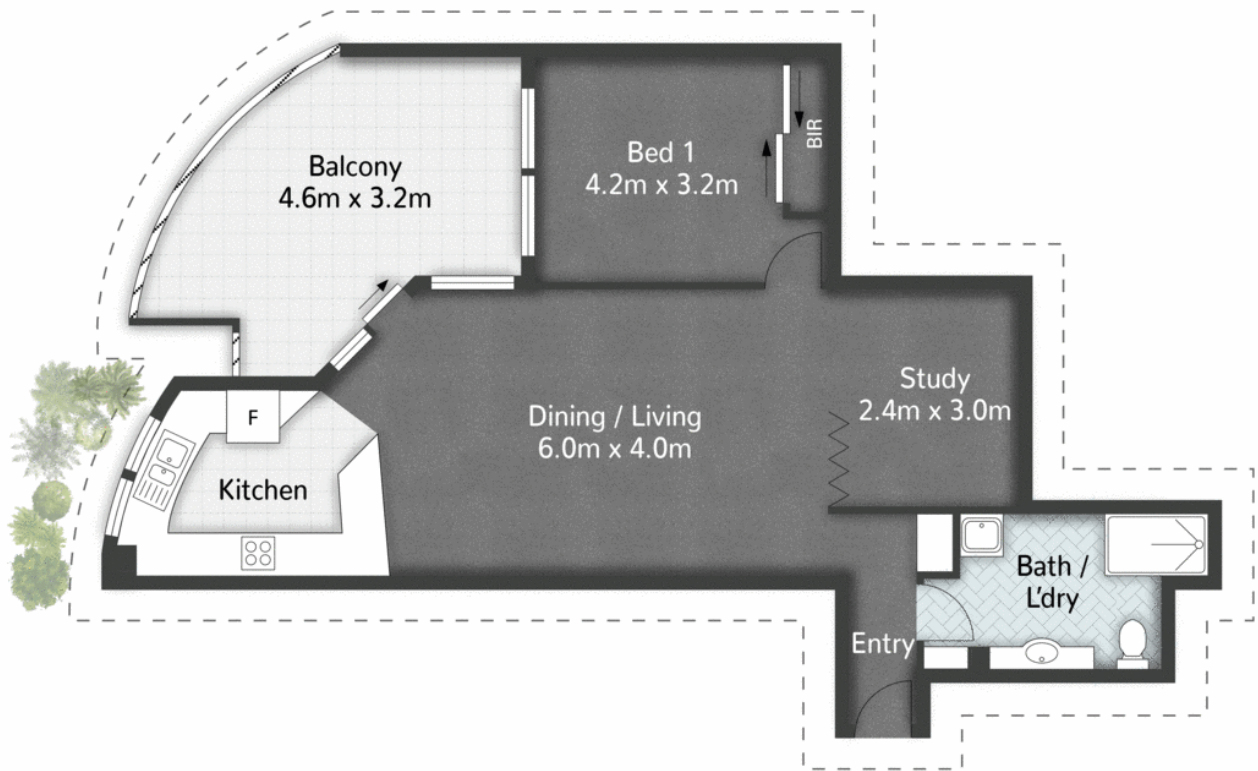 Balcony
4.6m x 3.2m
Bed 1
4.2m x 3.2m
BIR
Study
2.4m x 3.0m
Dining / Living
6.0m x 4.0m
F
Kitchen
Bath /
L'dry
Entry